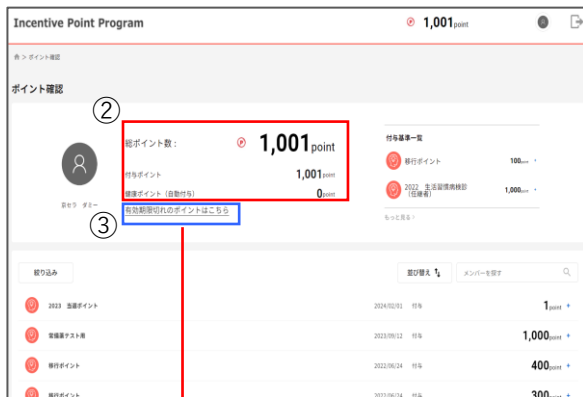 Incentive Point Program
1,001point
> ポイント確認
ポイント確認
②
総ポイント数： 1,001point
付与ポイント 1,001point
健康ポイント（自動付与） 0point
有効期限切れのポイントはこちら
③
ダミー
付与基準一覧
移行ポイント 100point
2022　生活習慣病検診（任継者） 1,000point
もっと見る >
絞り込み
並び替え
メンバーを探す
2023　当選ポイント 2024/02/01 付与 1point +
常備薬テスト用 2023/09/12 付与 1,000point +
移行ポイント 2022/06/24 付与 400point +
移行ポイント 付与 300point +